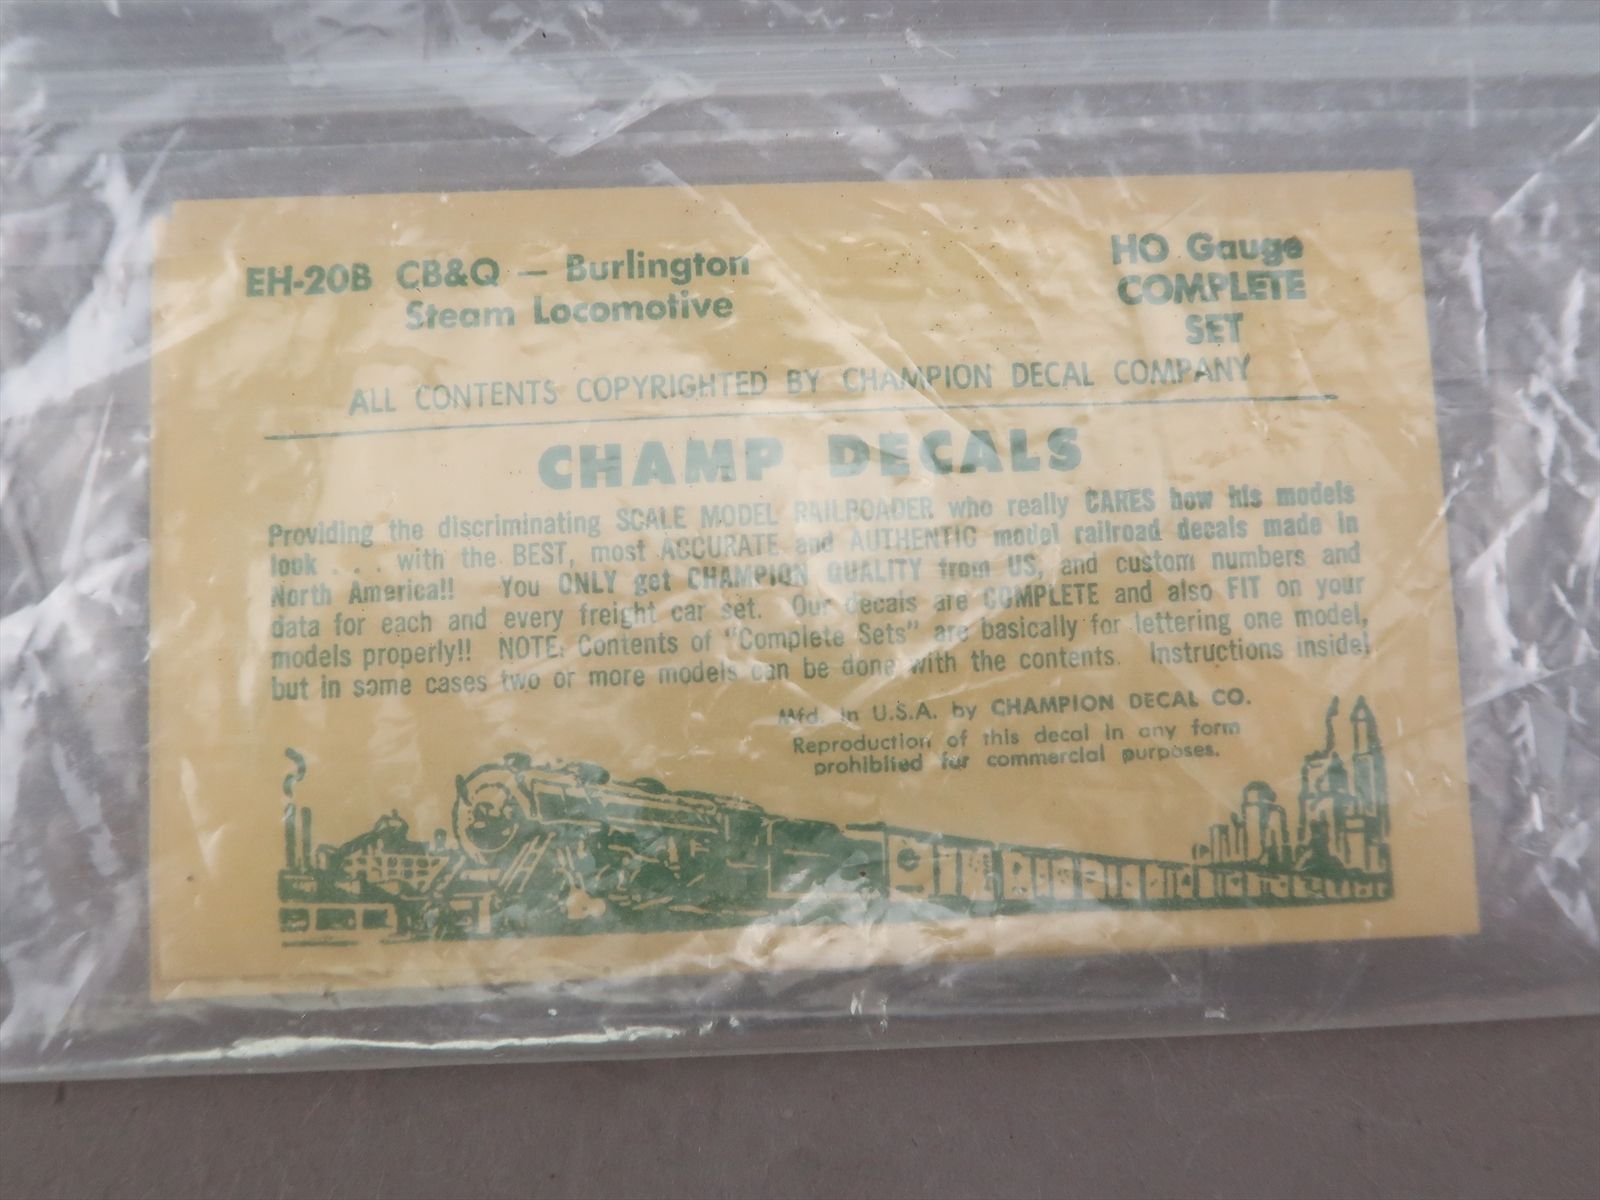 EH-20B CB&Q — Burlington
Steam Locomotive
HO Gauge
COMPLETE
SET
ALL CONTENTS COPYRIGHTED BY CHAMPION DECAL COMPANY
CHAMP DECALS
Providing the discriminating SCALE MODEL RAILROADER who really CARES how his models
look . . . with the BEST, most ACCURATE and AUTHENTIC model railroad decals made in
North America!! You ONLY get CHAMPION QUALITY from US, and custom numbers and
data for each and every freight car set. Our decals are COMPLETE and also FIT on your
models properly!! NOTE: Contents of "Complete Sets" are basically for lettering one model,
but in some cases two or more models can be done with the contents. Instructions inside!
Mfd. in U.S.A. by CHAMPION DECAL CO.
Reproduction of this decal in any form
prohibited for commercial purposes.